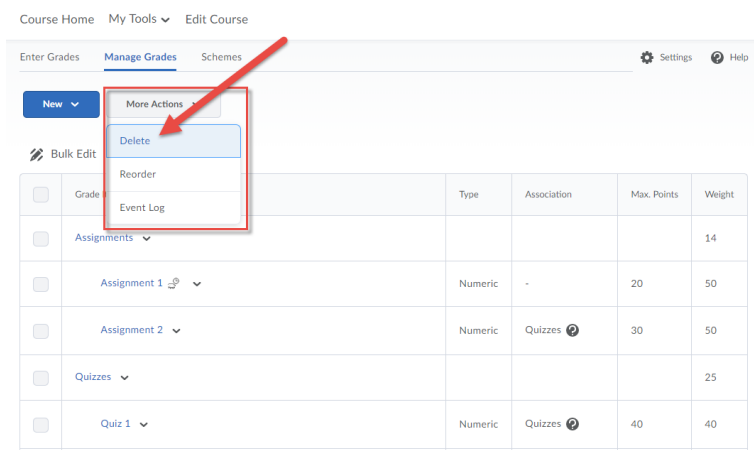 Course Home My Tools Edit Course
Enter Grades Manage Grades Schemes Settings Help
New More Actions
Delete
Bulk Edit
Reorder
Grade Type Association Max. Points Weight
Event Log
Assignments 14
Assignment 1 Numeric - 20 50
Assignment 2 Numeric Quizzes ? 30 50
Quizzes 25
Quiz 1 Numeric Quizzes ? 40 40